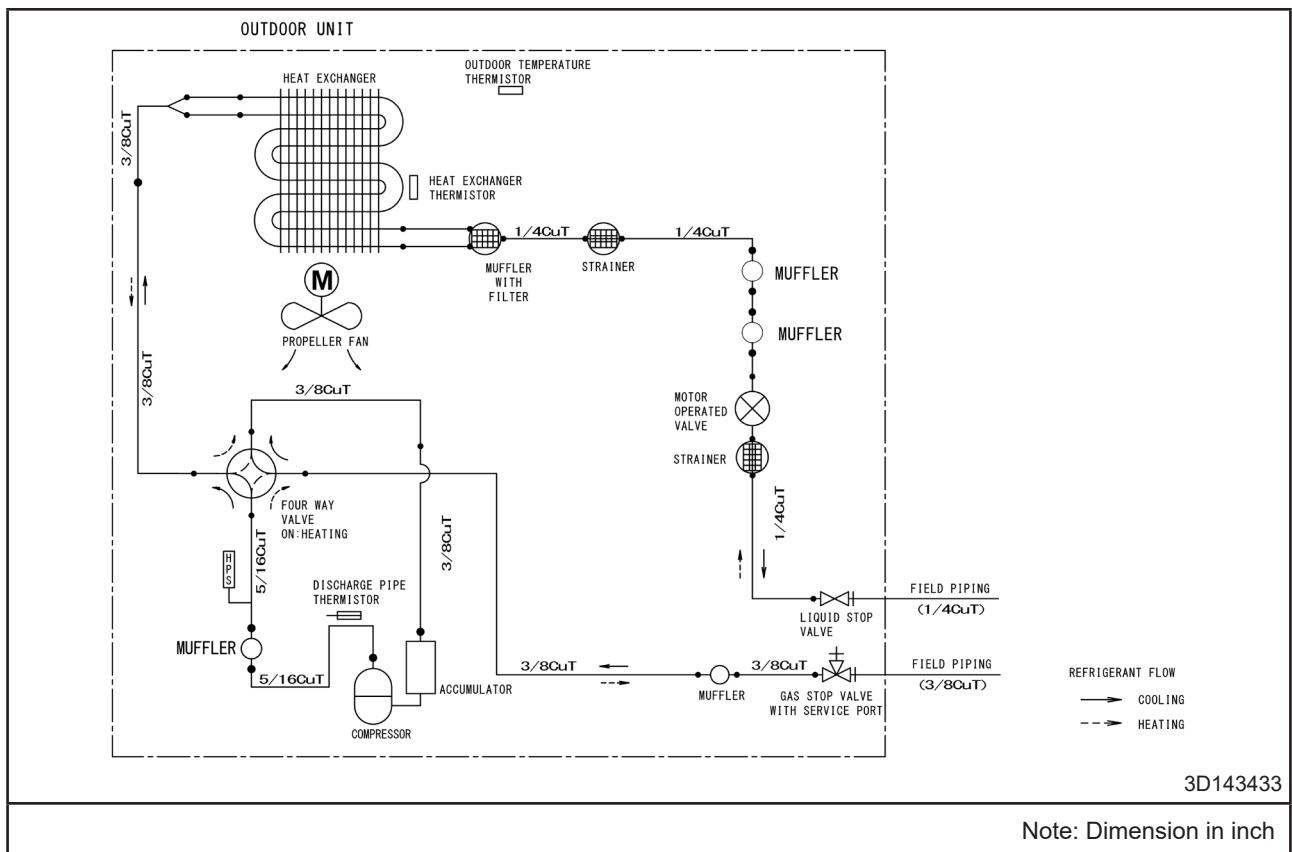 OUTDOOR UNIT
OUTDOOR TEMPERATURE
THERMISTOR
HEAT EXCHANGER
3/8CuT
HEAT EXCHANGER
THERMISTOR
1/4CuT
1/4CuT
MUFFLER
WITH
FILTER
STRAINER
MUFFLER
M
MUFFLER
PROPELLER FAN
3/8CuT
3/8CuT
MOTOR
OPERATED
VALVE
STRAINER
FOUR WAY
VALVE
ON:HEATING
1/4CuT
3/8CuT
HPS
5/16CuT
DISCHARGE PIPE
THERMISTOR
FIELD PIPING
(1/4CuT)
LIQUID STOP
VALVE
MUFFLER
5/16CuT
ACCUMULATOR
COMPRESSOR
3/8CuT
3/8CuT
MUFFLER
GAS STOP VALVE
WITH SERVICE PORT
FIELD PIPING
(3/8CuT)
REFRIGERANT FLOW
COOLING
HEATING
3D143433
Note: Dimension in inch